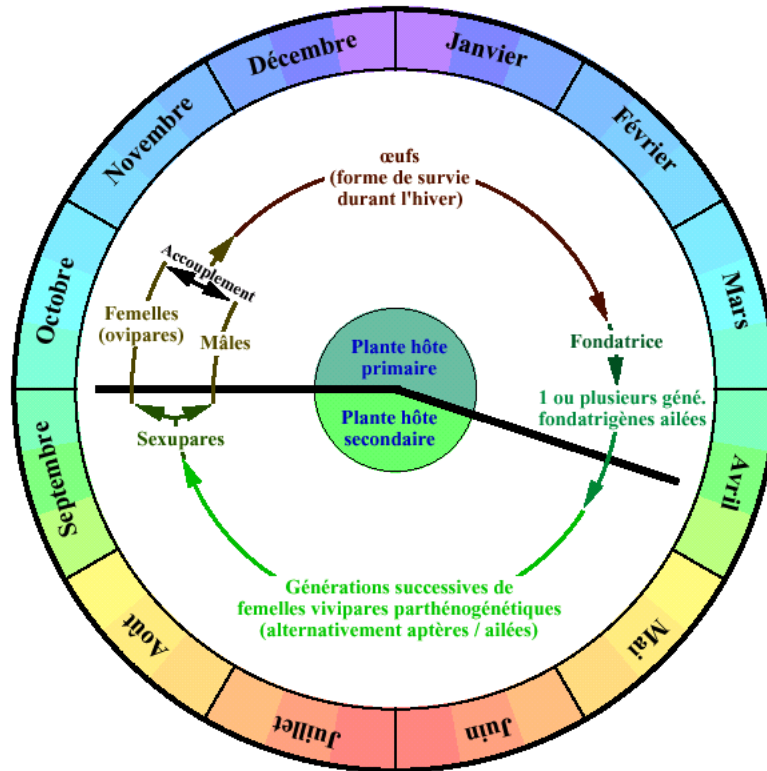 Décembre
Janvier
Novembre
Février
œufs
(forme de survie
durant l'hiver)
Accouplement
Octobre
Mars
Femelles
(ovipares)
Mâles
Plante hôte
primaire
Fondatrice
1 ou plusieurs géné.
fondatrigènes ailées
Plante hôte
secondaire
Sexupares
Septembre
Avril
Générations successives de
femelles vivipares parthénogénétiques
(alternativement aptères / ailées)
Août
Mai
Juillet
Juin